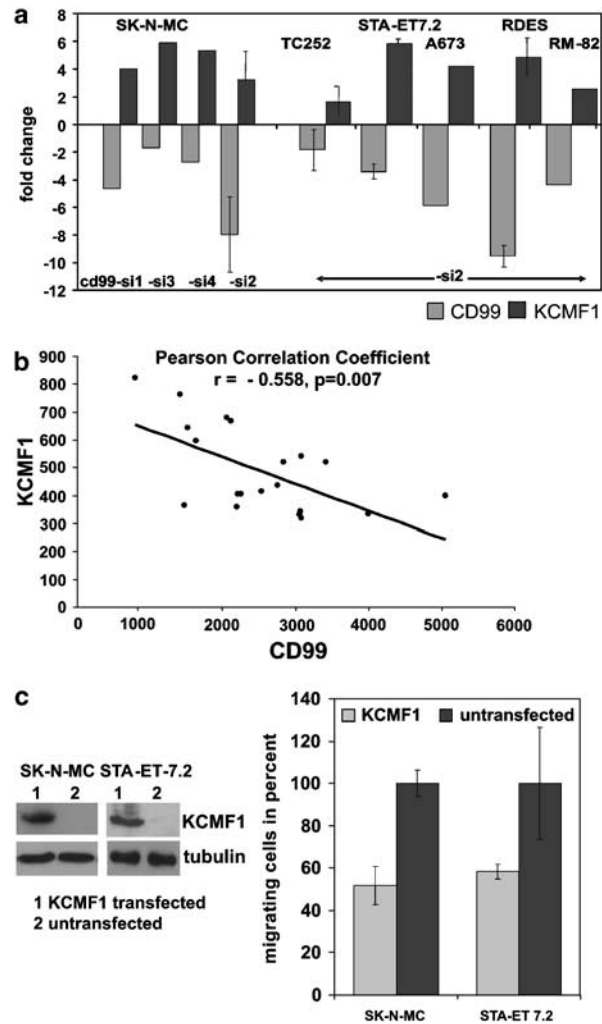 a
SK-N-MC
TC252
STA-ET7.2
A673
RDES
RM-82
8
6
4
2
0
-2
-4
-6
-8
-10
-12
fold change
cd99-si1 -si3 -si4 -si2
-si2
CD99 KCMF1
b
Pearson Correlation Coefficient
r = - 0.558, p=0.007
900
800
700
600
500
400
300
200
100
0
KCMF1
0 1000 2000 3000 4000 5000 6000
CD99
c
SK-N-MC STA-ET-7.2
1 2 1 2
KCMF1
tubulin
1 KCMF1 transfected
2 untransfected
140
120
100
80
60
40
20
0
migrating cells in percent
KCMF1 untransfected
SK-N-MC STA-ET 7.2